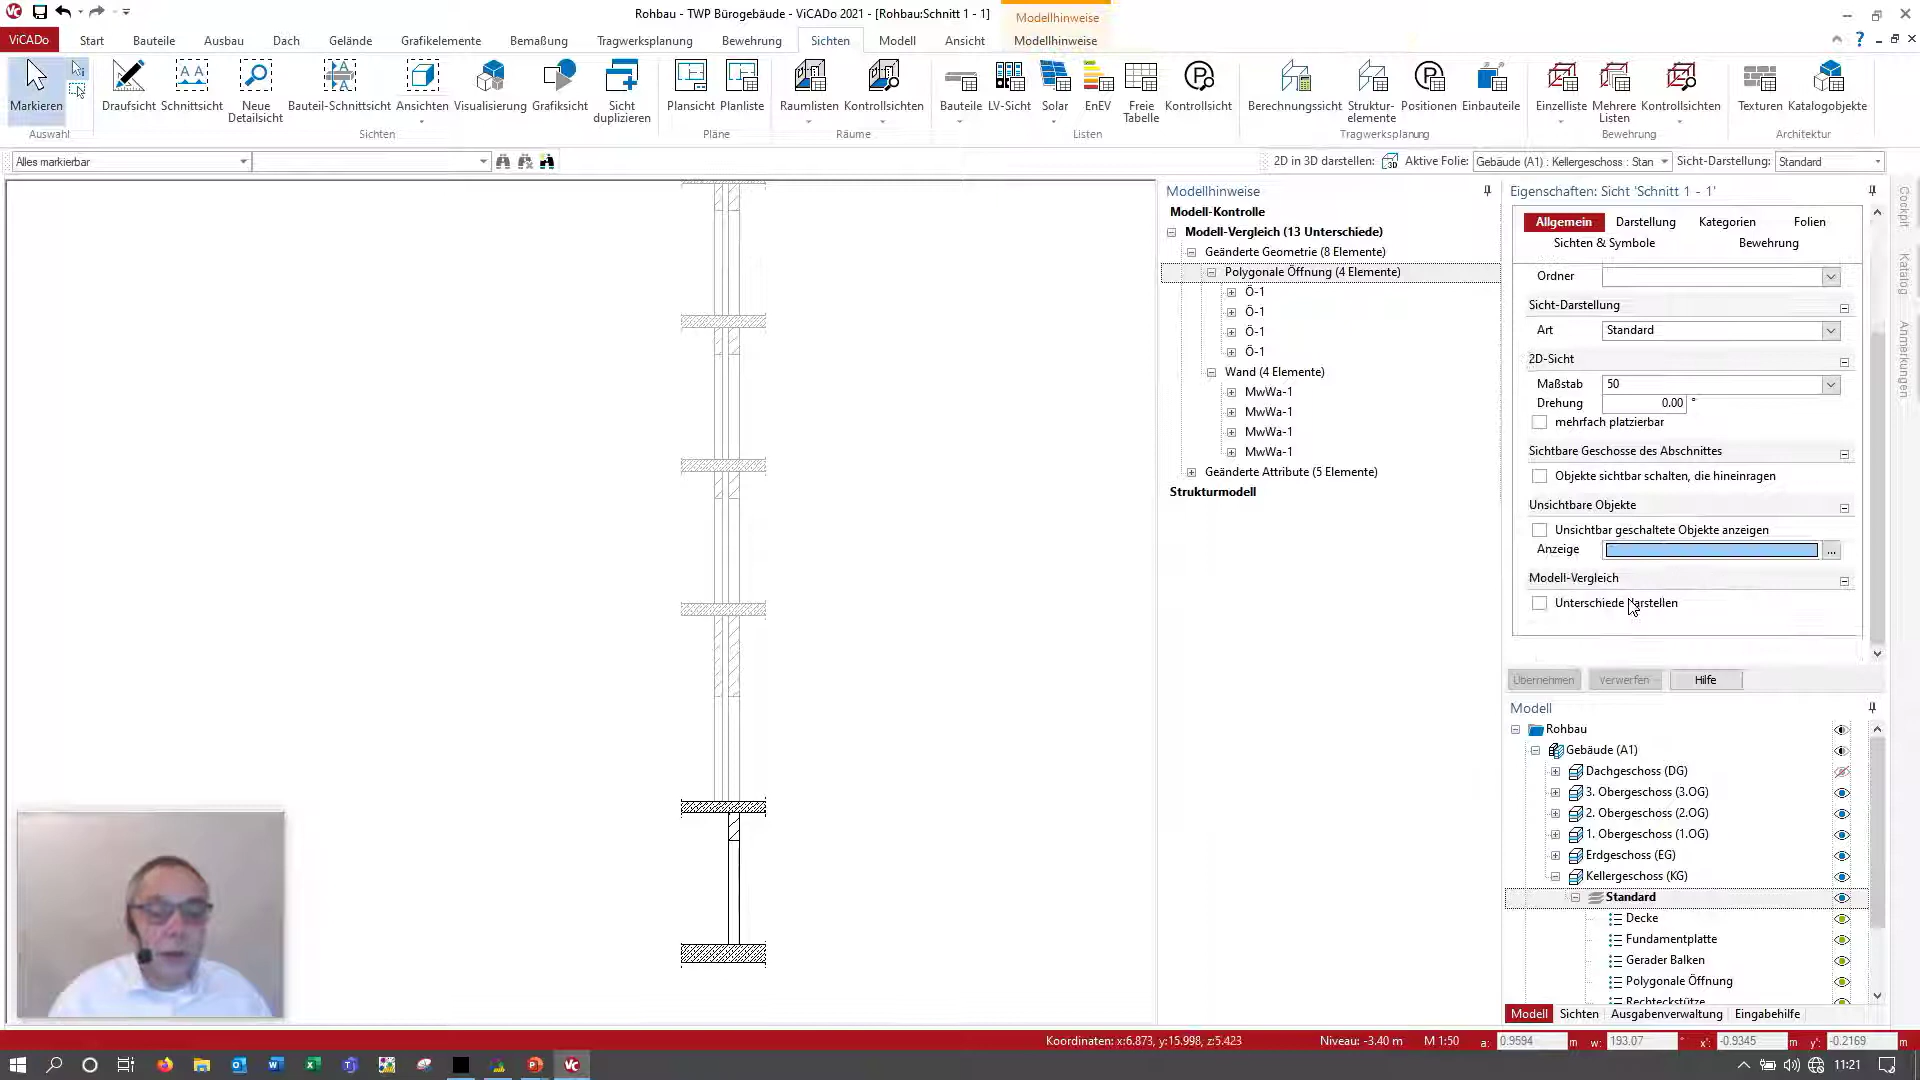 Rohbau - TWP Bürogebäude - ViCADo 2021 - [Rohbau:Schnitt 1 - 1]
Modellhinweise
ViCADo Start Bauteile Ausbau Dach Gelände Grafikelemente Bemaßung Tragwerksplanung Bewehrung Sichten Modell Ansicht Modellhinweise
Markieren Draufsicht Schnittsicht Neue Detailsicht Bauteil-Schnittsicht Ansichten Visualisierung Grafiksicht Sicht duplizieren Plansicht Planliste Raumlisten Kontrollsichten Bauteile LV-Sicht Solar EnEV Freie Tabelle Kontrollsicht Berechnungssicht Struktur-elemente Positionen Einbauteile Einzelliste Mehrere Listen Kontrollsichten Texturen Katalogobjekte
Auswahl Sichten Pläne Räume Listen Tragwerksplanung Bewehrung Architektur
Alles markierbar
2D in 3D darstellen: Aktive Folie: Gebäude (A1) : Kellergeschoss : Stan Sicht-Darstellung: Standard
Modellhinweise
Modell-Kontrolle
Modell-Vergleich (13 Unterschiede)
Geänderte Geometrie (8 Elemente)
Polygonale Öffnung (4 Elemente)
Ö-1
Ö-1
Ö-1
Ö-1
Wand (4 Elemente)
MwWa-1
MwWa-1
MwWa-1
MwWa-1
Geänderte Attribute (5 Elemente)
Strukturmodell
Eigenschaften: Sicht 'Schnitt 1 - 1'
Allgemein Darstellung Kategorien Folien
Sichten & Symbole Bewehrung
Ordner
Sicht-Darstellung
Art Standard
2D-Sicht
Maßstab 50
Drehung 0.00 °
mehrfach platzierbar
Sichtbare Geschosse des Abschnittes
Objekte sichtbar schalten, die hineinragen
Unsichtbare Objekte
Unsichtbar geschaltete Objekte anzeigen
Anzeige ...
Modell-Vergleich
Unterschiede darstellen
Übernehmen Verwerfen Hilfe
Modell
Rohbau
Gebäude (A1)
Dachgeschoss (DG)
3. Obergeschoss (3.OG)
2. Obergeschoss (2.OG)
1. Obergeschoss (1.OG)
Erdgeschoss (EG)
Kellergeschoss (KG)
Standard
Decke
Fundamentplatte
Gerader Balken
Polygonale Öffnung
Rechteckstütze
Modell Sichten Ausgabenverwaltung Eingabehilfe
Cockpit
Katalog
Anmerkungen
Koordinaten: x:6.873, y:15.998, z:5.423 Niveau: -3.40 m M 1:50 a: 0.9594 m w: 193.07 ° x': -0.9345 m y': -0.2169 m
11:21